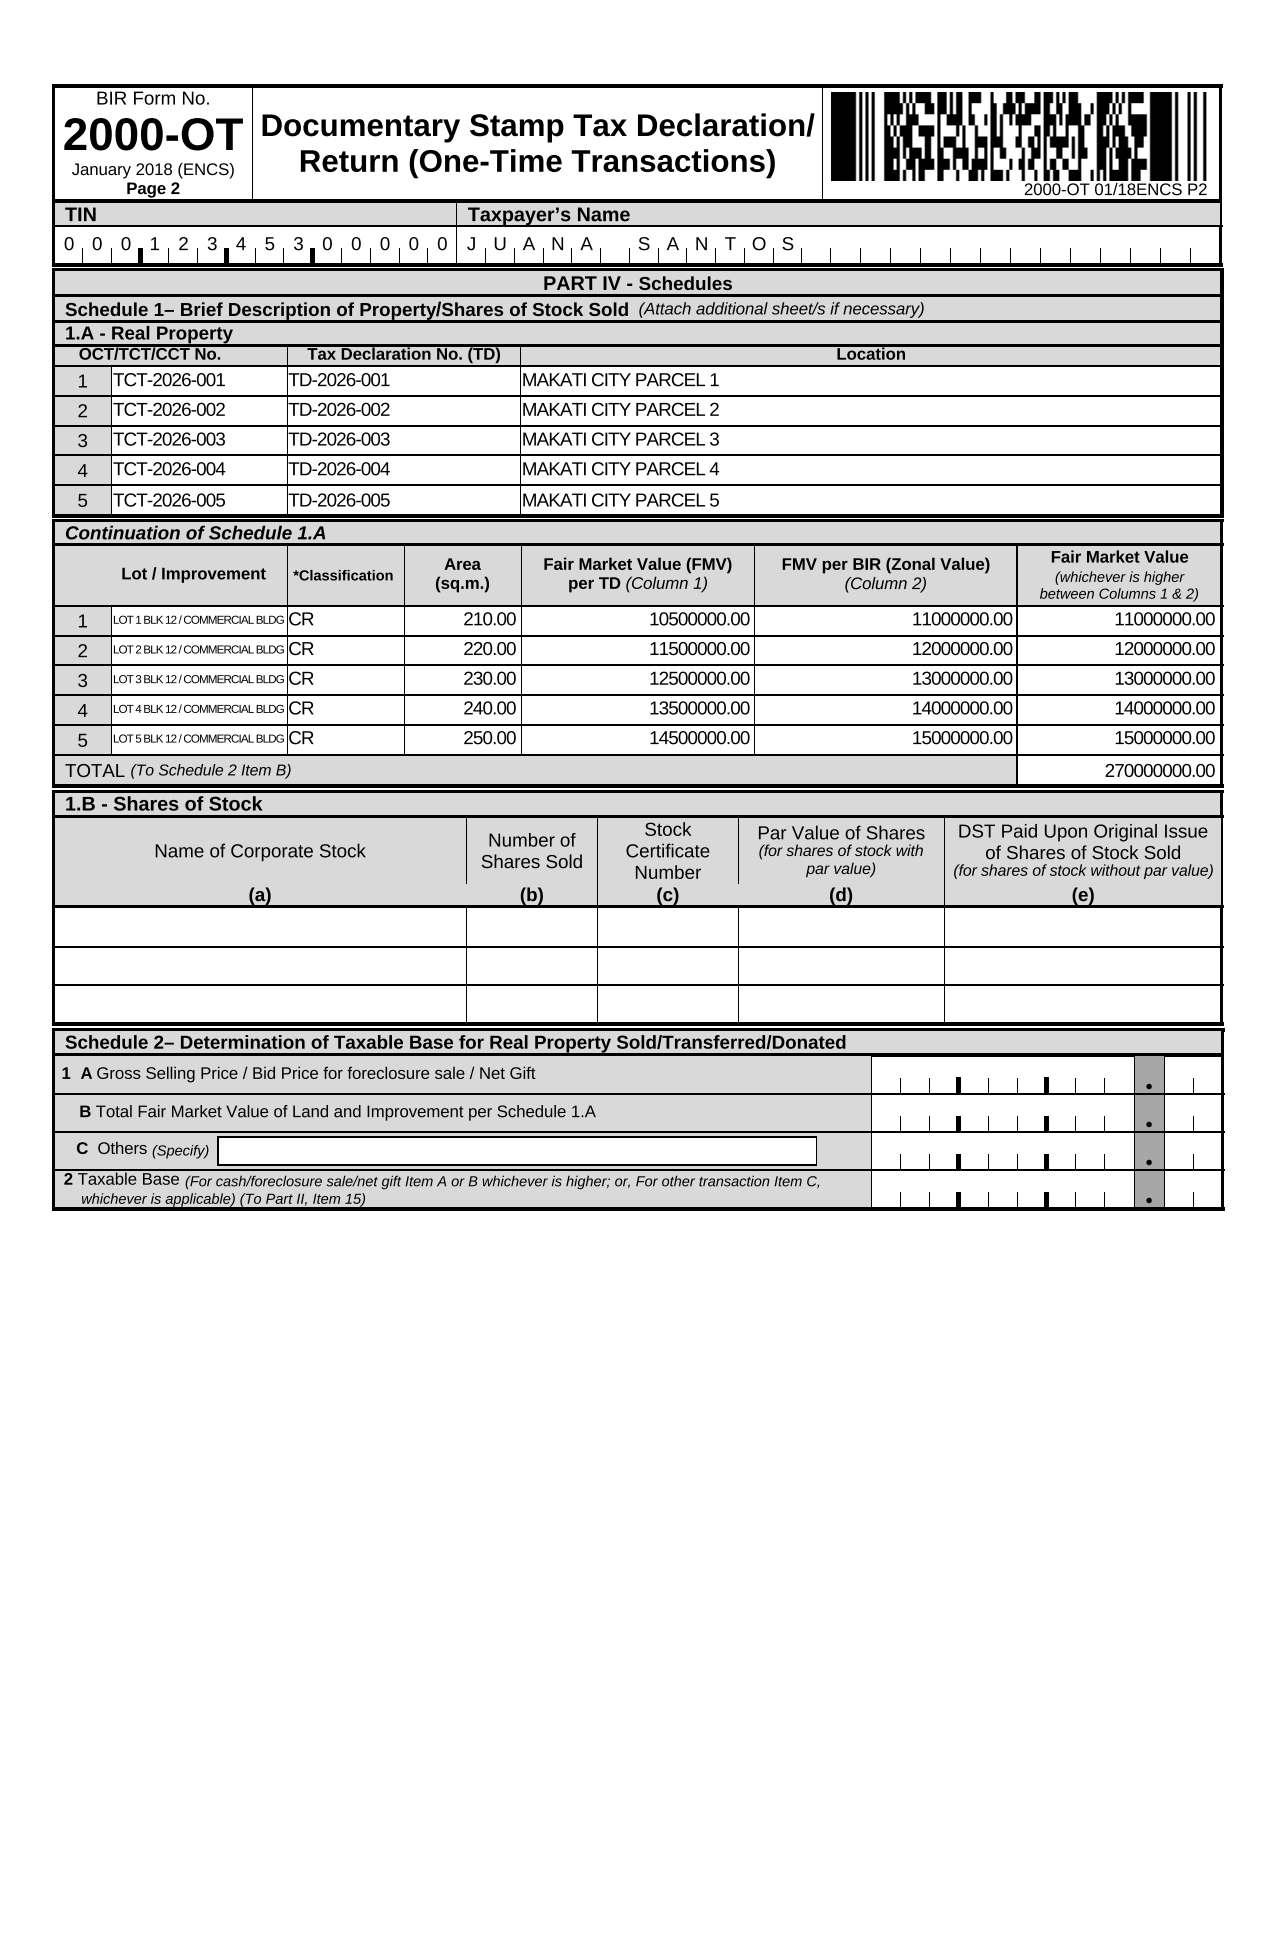 BIR Form No.
2000-OT
January 2018 (ENCS)
Page 2
Documentary Stamp Tax Declaration/
Return (One-Time Transactions)
2000-OT 01/18ENCS P2
TIN Taxpayer’s Name
0 0 0 1 2 3 4 5 3 0 0 0 0 0 J U A N A S A N T O S
PART IV - Schedules
Schedule 1– Brief Description of Property/Shares of Stock Sold (Attach additional sheet/s if necessary)
1.A - Real Property
OCT/TCT/CCT No. Tax Declaration No. (TD) Location
1 TCT-2026-001 TD-2026-001 MAKATI CITY PARCEL 1
2 TCT-2026-002 TD-2026-002 MAKATI CITY PARCEL 2
3 TCT-2026-003 TD-2026-003 MAKATI CITY PARCEL 3
4 TCT-2026-004 TD-2026-004 MAKATI CITY PARCEL 4
5 TCT-2026-005 TD-2026-005 MAKATI CITY PARCEL 5
Continuation of Schedule 1.A
Lot / Improvement
*Classification
Area
(sq.m.)
Fair Market Value (FMV)
per TD (Column 1)
FMV per BIR (Zonal Value)
(Column 2)
Fair Market Value
(whichever is higher
between Columns 1 & 2)
1 LOT 1 BLK 12 / COMMERCIAL BLDG CR 210.00 10500000.00 11000000.00 11000000.00
2 LOT 2 BLK 12 / COMMERCIAL BLDG CR 220.00 11500000.00 12000000.00 12000000.00
3 LOT 3 BLK 12 / COMMERCIAL BLDG CR 230.00 12500000.00 13000000.00 13000000.00
4 LOT 4 BLK 12 / COMMERCIAL BLDG CR 240.00 13500000.00 14000000.00 14000000.00
5 LOT 5 BLK 12 / COMMERCIAL BLDG CR 250.00 14500000.00 15000000.00 15000000.00
TOTAL (To Schedule 2 Item B) 270000000.00
1.B - Shares of Stock
Name of Corporate Stock
Number of
Shares Sold
Stock
Certificate
Number
Par Value of Shares
(for shares of stock with
par value)
DST Paid Upon Original Issue
of Shares of Stock Sold
(for shares of stock without par value)
(a) (b) (c) (d) (e)
Schedule 2– Determination of Taxable Base for Real Property Sold/Transferred/Donated
1 A Gross Selling Price / Bid Price for foreclosure sale / Net Gift
B Total Fair Market Value of Land and Improvement per Schedule 1.A
C Others (Specify)
2 Taxable Base (For cash/foreclosure sale/net gift Item A or B whichever is higher; or, For other transaction Item C,
whichever is applicable) (To Part II, Item 15)